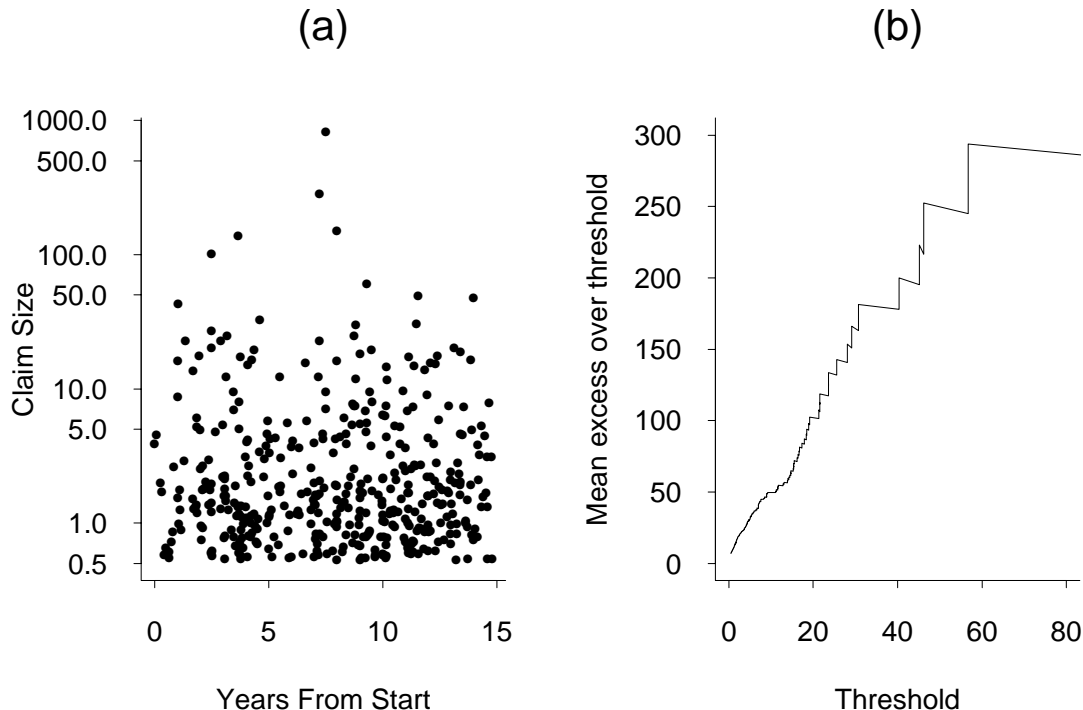 (a)
Claim Size
1000.0
500.0
100.0
50.0
10.0
5.0
1.0
0.5
0 5 10 15
Years From Start
(b)
Mean excess over threshold
300
250
200
150
100
50
0
0 20 40 60 80
Threshold